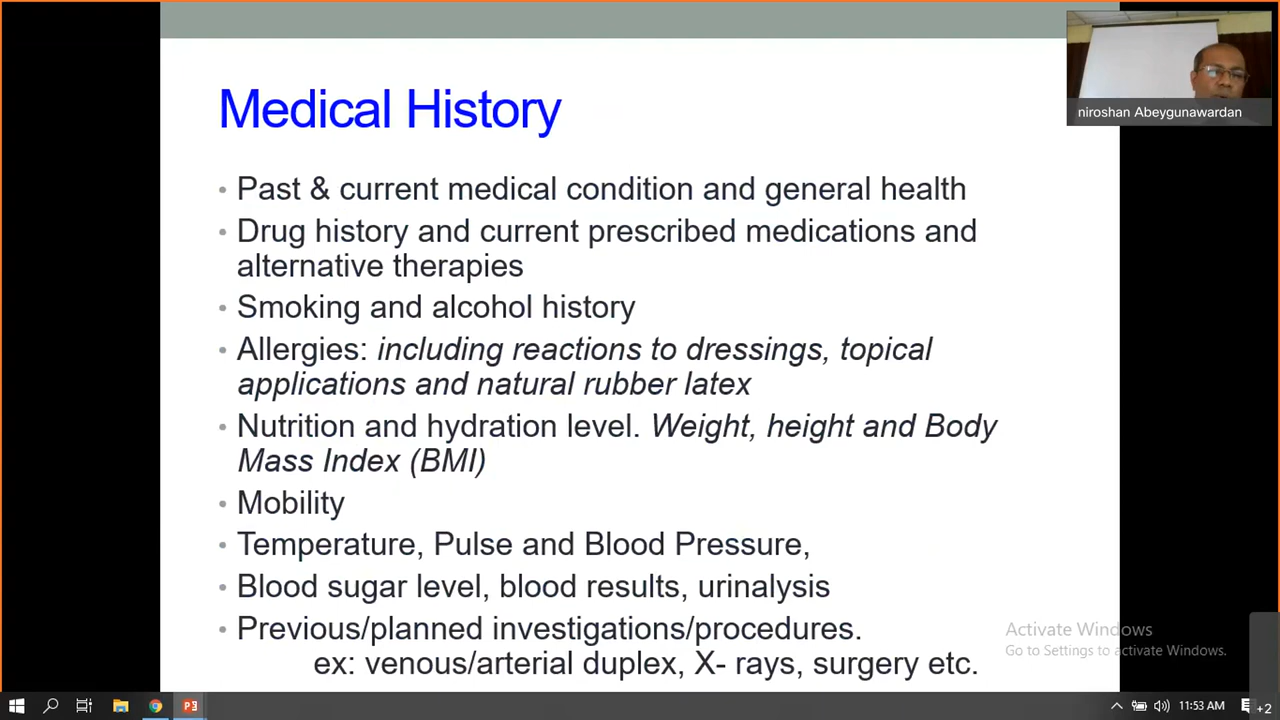 Medical History
niroshan Abeygunawardan
• Past & current medical condition and general health
• Drug history and current prescribed medications and
alternative therapies
• Smoking and alcohol history
• Allergies: including reactions to dressings, topical
applications and natural rubber latex
• Nutrition and hydration level. Weight, height and Body
Mass Index (BMI)
• Mobility
• Temperature, Pulse and Blood Pressure,
• Blood sugar level, blood results, urinalysis
• Previous/planned investigations/procedures.
ex: venous/arterial duplex, X- rays, surgery etc.
Activate Windows
Go to Settings to activate Windows.
11:53 AM
+2